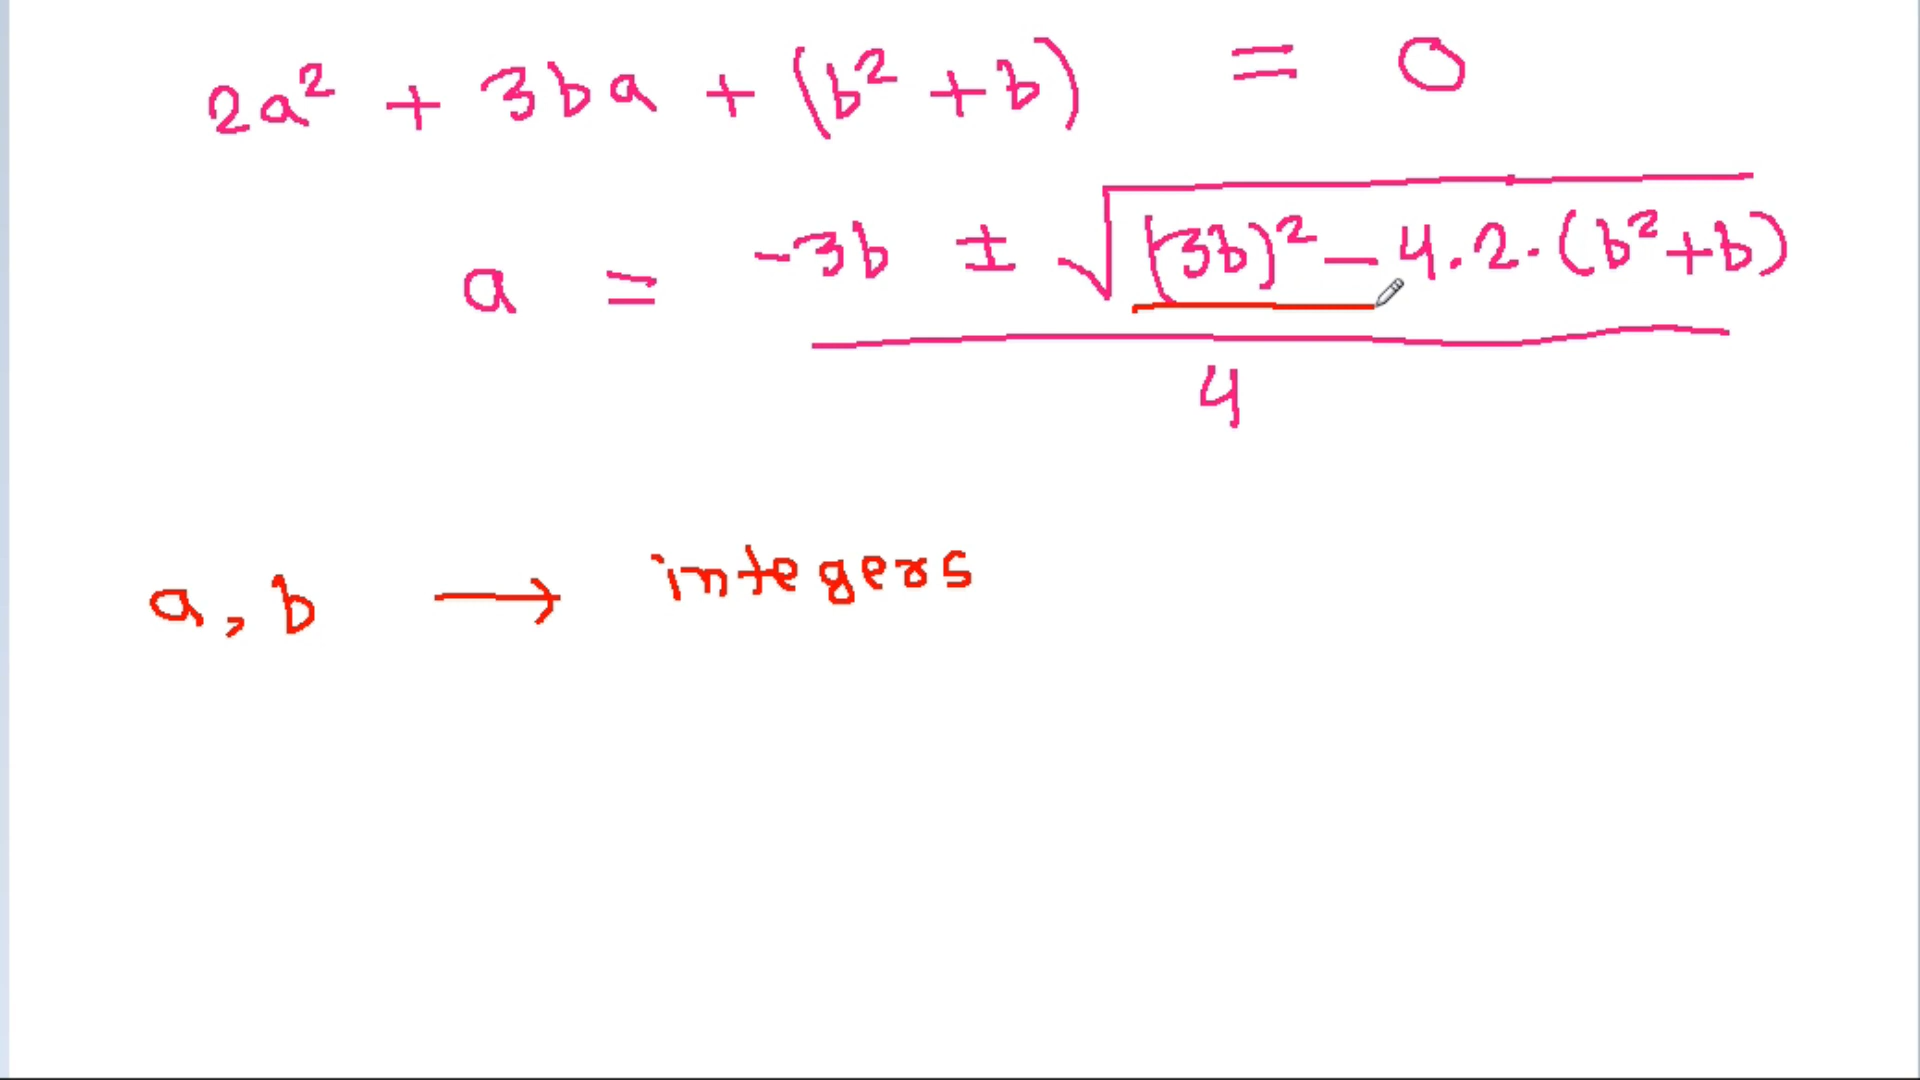 2a² + 3ba + (b² + b) = 0
a = -3b ± √(3b)² - 4.2.(b²+b)
4
a, b → integers